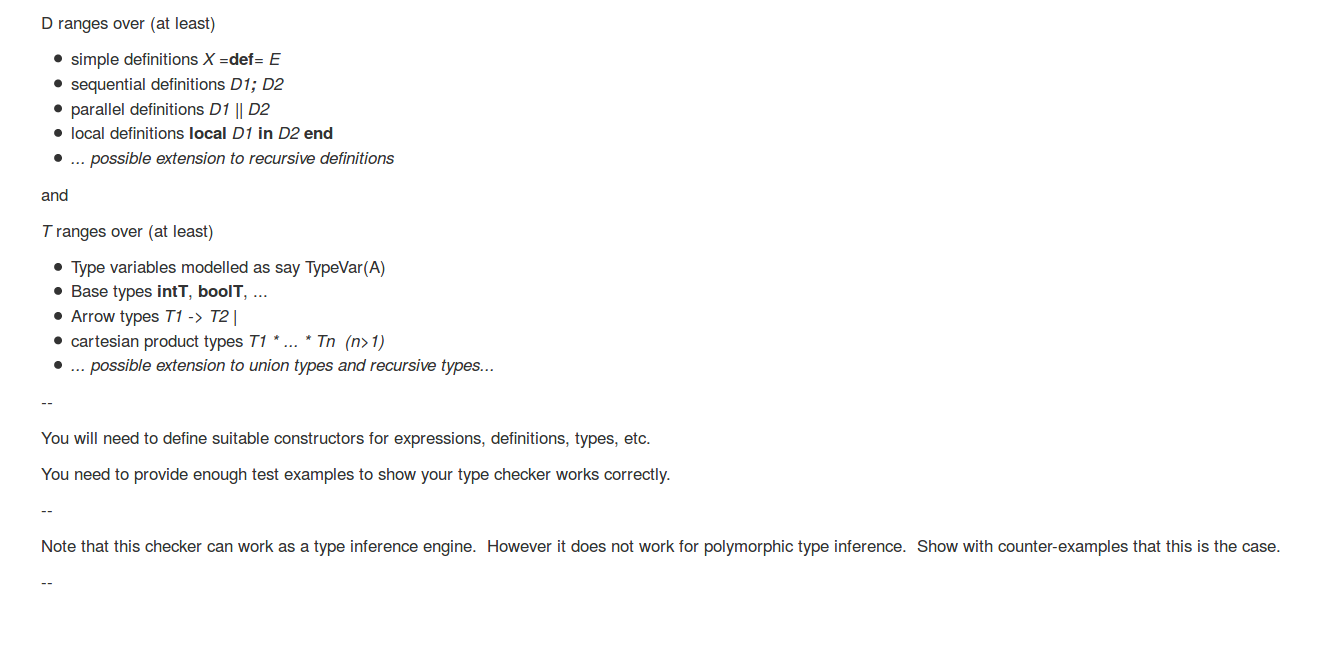 D ranges over (at least)
• simple definitions X =def= E
• sequential definitions D1; D2
• parallel definitions D1 || D2
• local definitions local D1 in D2 end
• ... possible extension to recursive definitions
and
T ranges over (at least)
• Type variables modelled as say TypeVar(A)
• Base types intT, boolT, ...
• Arrow types T1 -> T2 |
• cartesian product types T1 * ... * Tn (n>1)
• ... possible extension to union types and recursive types...
--
You will need to define suitable constructors for expressions, definitions, types, etc.
You need to provide enough test examples to show your type checker works correctly.
--
Note that this checker can work as a type inference engine. However it does not work for polymorphic type inference. Show with counter-examples that this is the case.
--